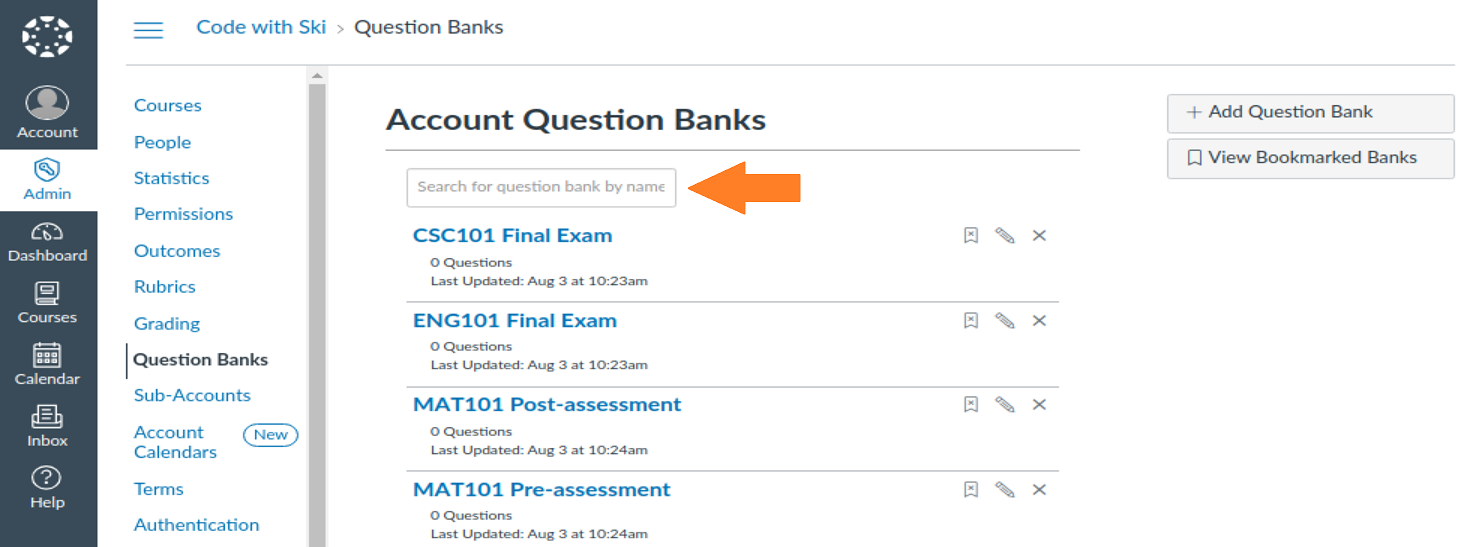 Code with Ski > Question Banks
Account
Admin
Dashboard
Courses
Calendar
Inbox
Help
Courses
People
Statistics
Permissions
Outcomes
Rubrics
Grading
Question Banks
Sub-Accounts
Account Calendars New
Terms
Authentication
Account Question Banks
Search for question bank by name
CSC101 Final Exam
0 Questions
Last Updated: Aug 3 at 10:23am
ENG101 Final Exam
0 Questions
Last Updated: Aug 3 at 10:23am
MAT101 Post-assessment
0 Questions
Last Updated: Aug 3 at 10:24am
MAT101 Pre-assessment
0 Questions
Last Updated: Aug 3 at 10:24am
+ Add Question Bank
View Bookmarked Banks